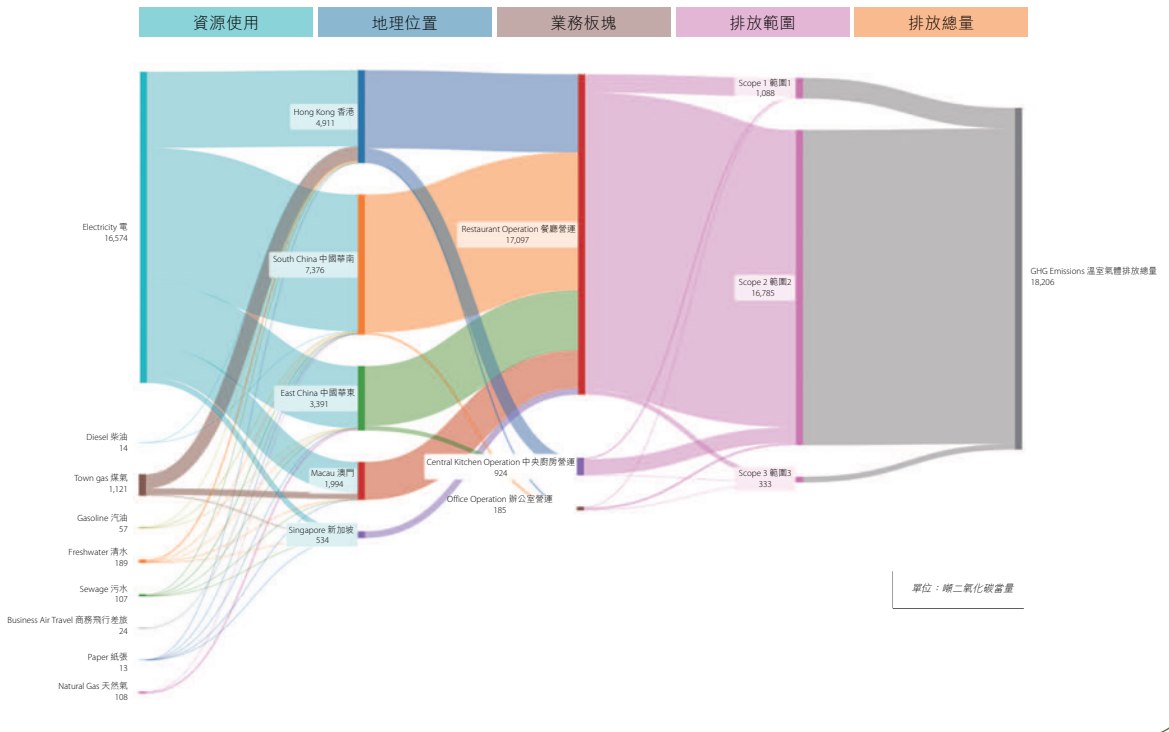 資源使用
地理位置
業務板塊
排放範圍
排放總量
Electricity 電
16,574
Diesel 柴油
14
Town gas 煤氣
1,121
Gasoline 汽油
57
Freshwater 清水
189
Sewage 污水
107
Business Air Travel 商務飛行差旅
24
Paper 紙張
13
Natural Gas 天然氣
108
Hong Kong 香港
4,911
South China 中國華南
7,376
East China 中國華東
3,391
Macau 澳門
1,994
Singapore 新加坡
534
Restaurant Operation 餐廳營運
17,097
Central Kitchen Operation 中央廚房營運
924
Office Operation 辦公室營運
185
Scope 1 範圍1
1,088
Scope 2 範圍2
16,785
Scope 3 範圍3
333
GHG Emissions 溫室氣體排放總量
18,206
單位：噸二氧化碳當量